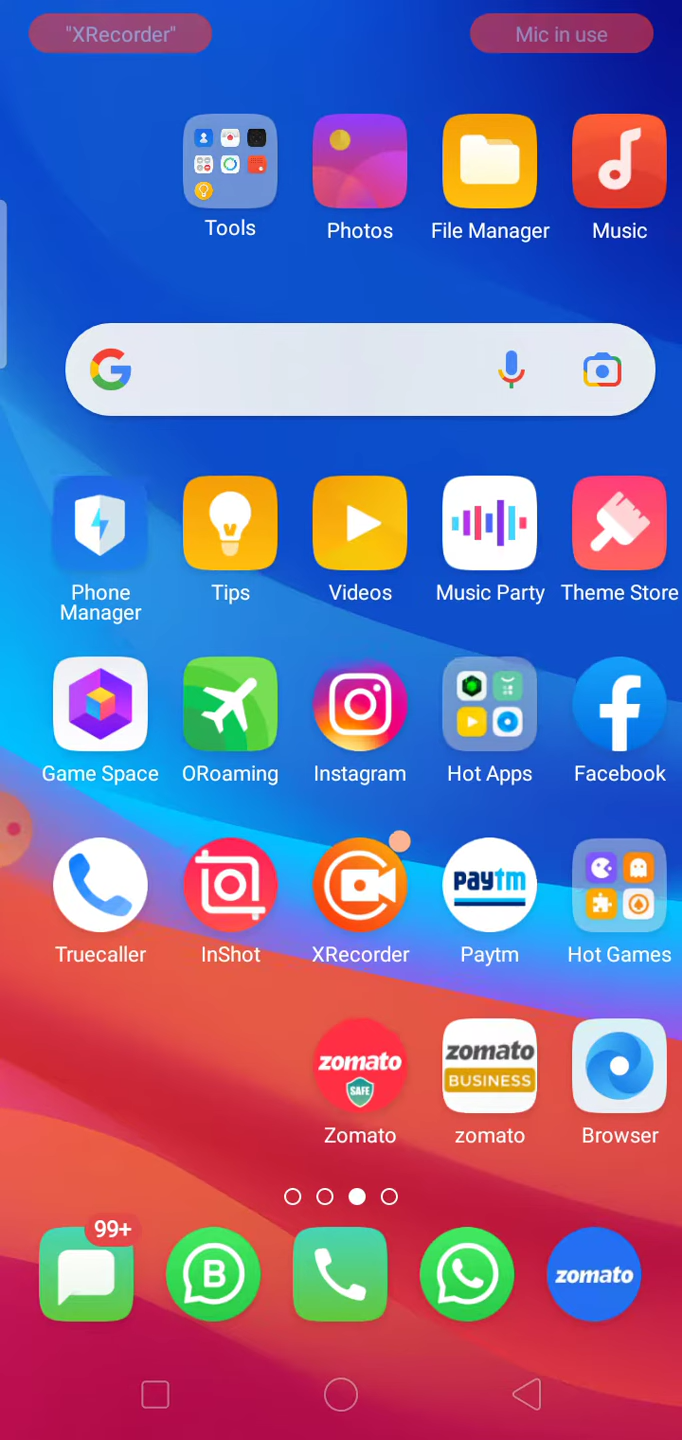 "XRecorder" Mic in use
Tools Photos File Manager Music
Phone Manager Tips Videos Music Party Theme Store
Game Space ORoaming Instagram Hot Apps Facebook
paytm
Truecaller InShot XRecorder Paytm Hot Games
zomato SAFE zomato BUSINESS
Zomato zomato Browser
99+
B zomato